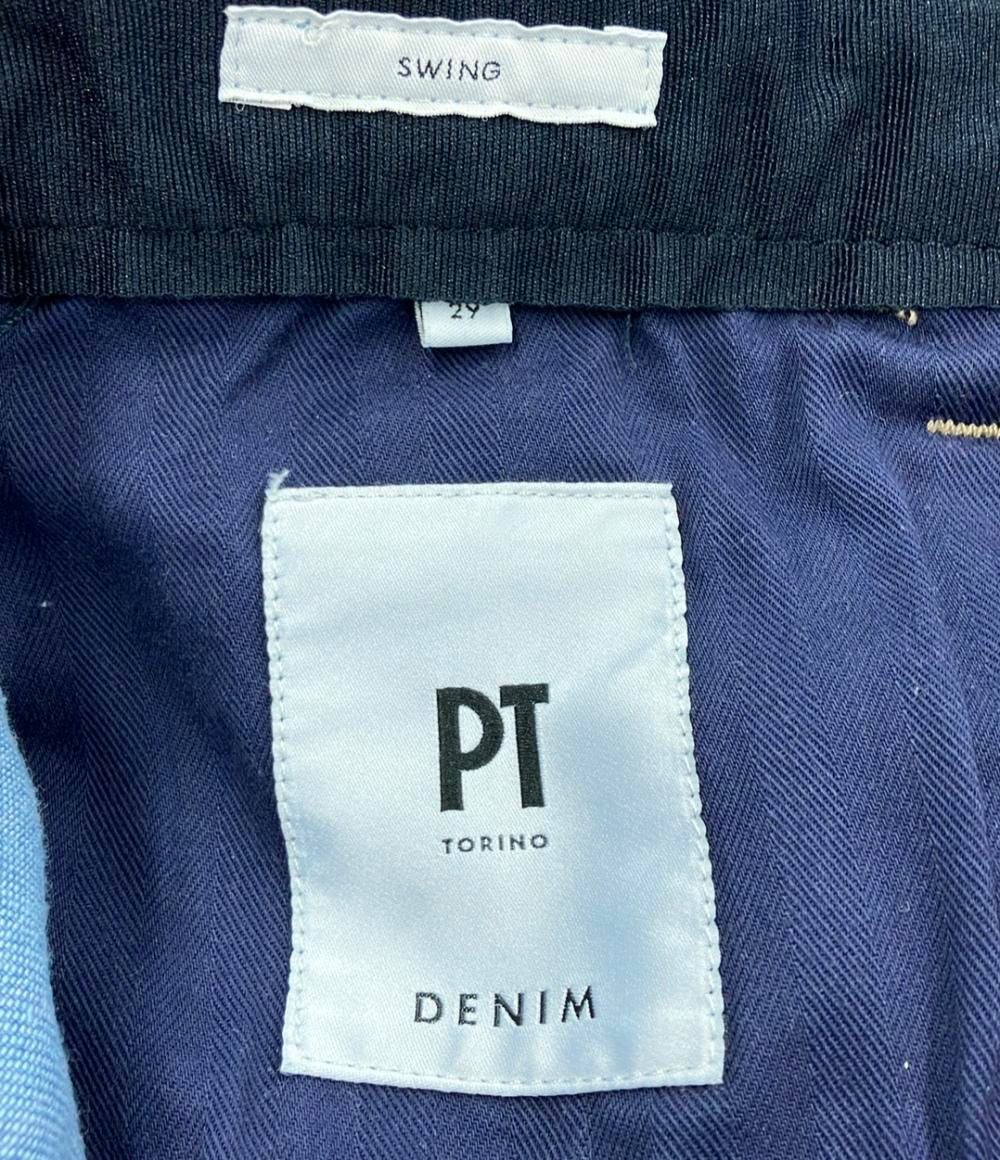 SWING
29
PT
TORINO
DENIM